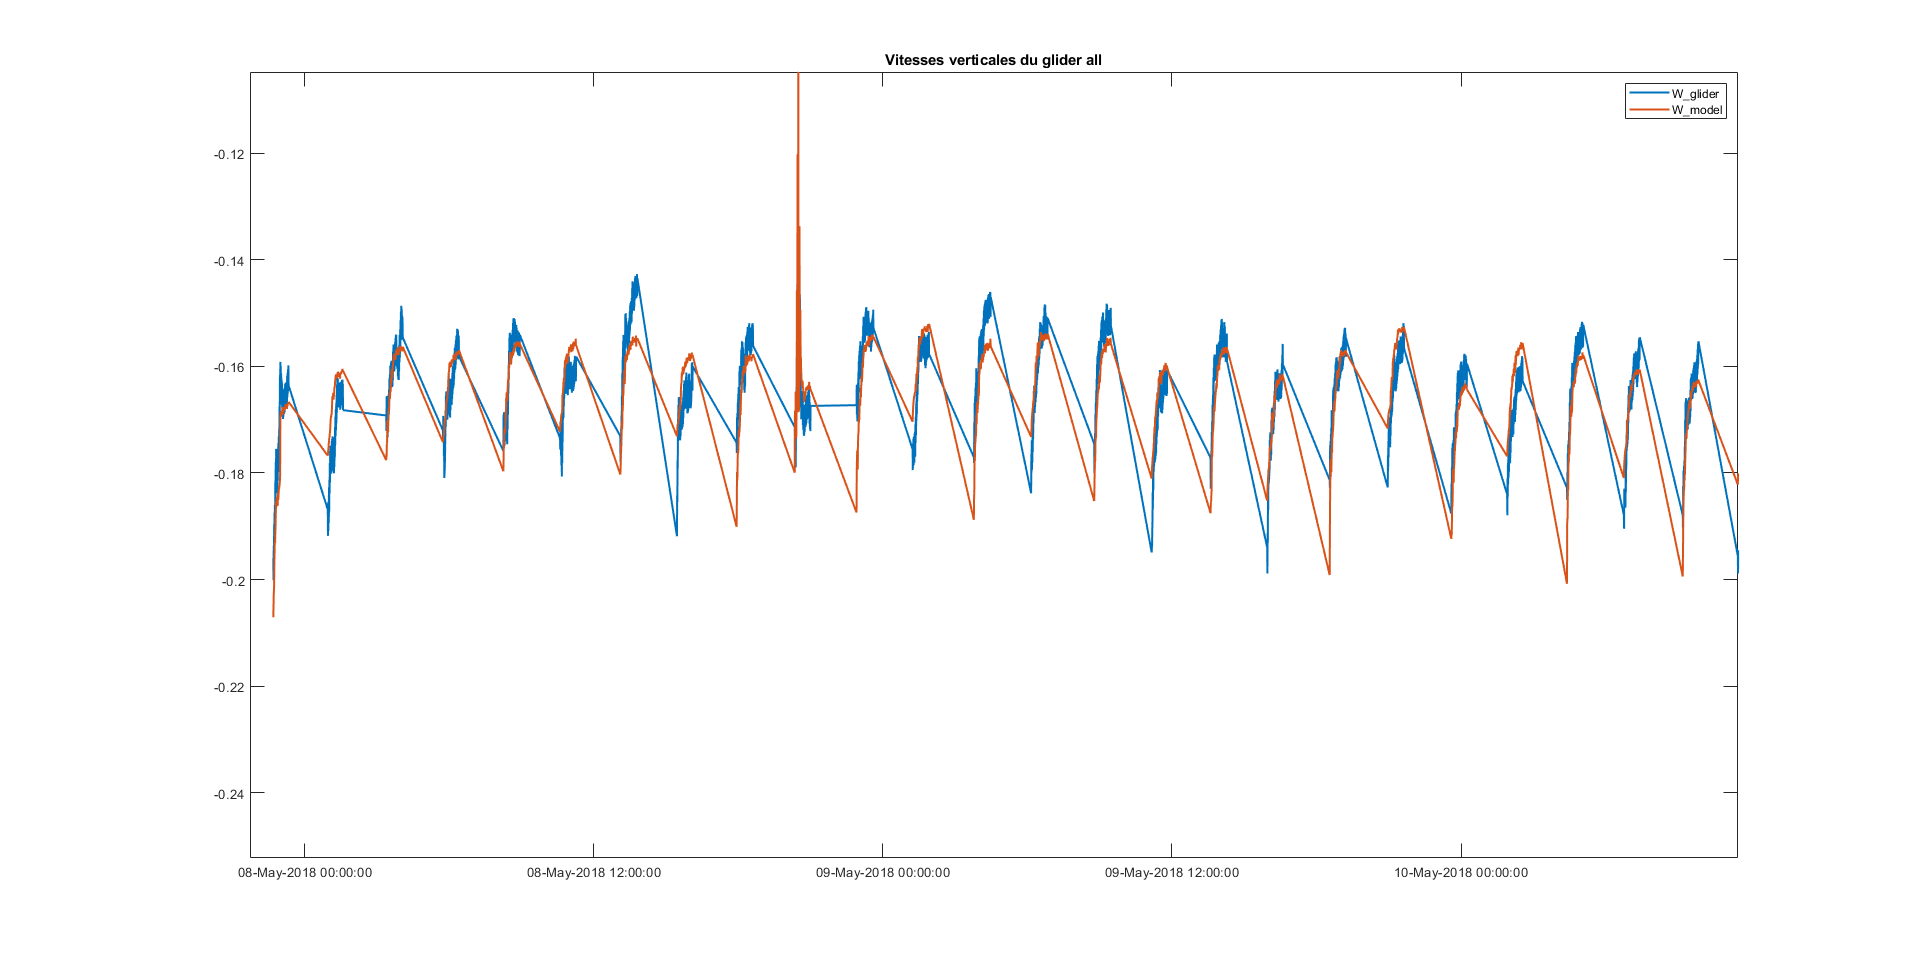 Vitesses verticales du glider all
W_glider
W_model
-0.12
-0.14
-0.16
-0.18
-0.2
-0.22
-0.24
08-May-2018 00:00:00
08-May-2018 12:00:00
09-May-2018 00:00:00
09-May-2018 12:00:00
10-May-2018 00:00:00